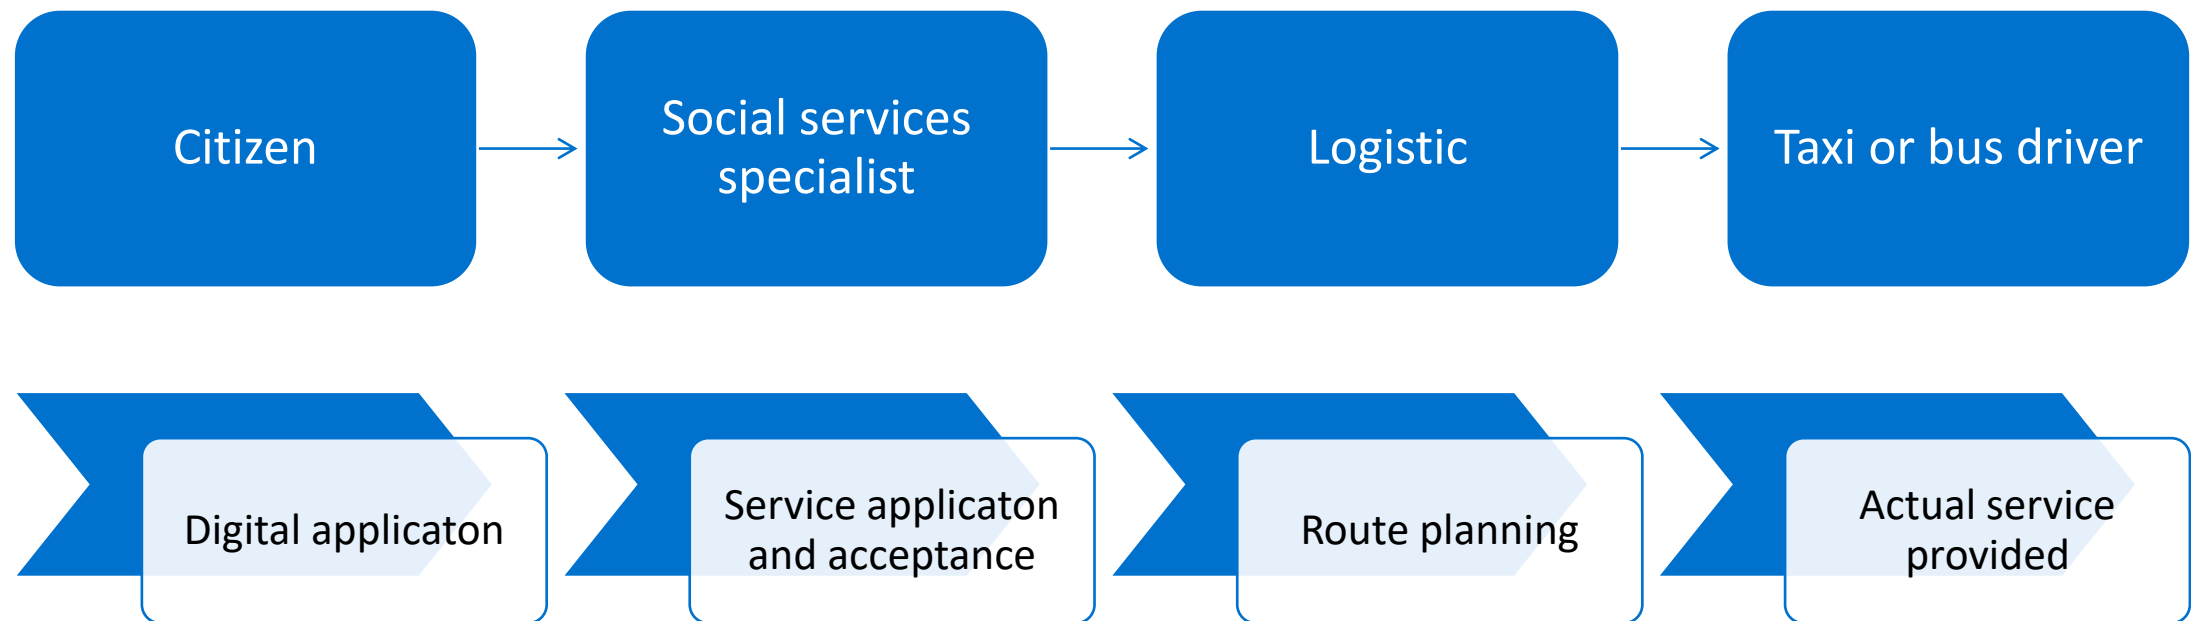 Citizen
Social services
specialist
Logistic
Taxi or bus driver
Digital applicaton
Service applicaton
and acceptance
Route planning
Actual service
provided